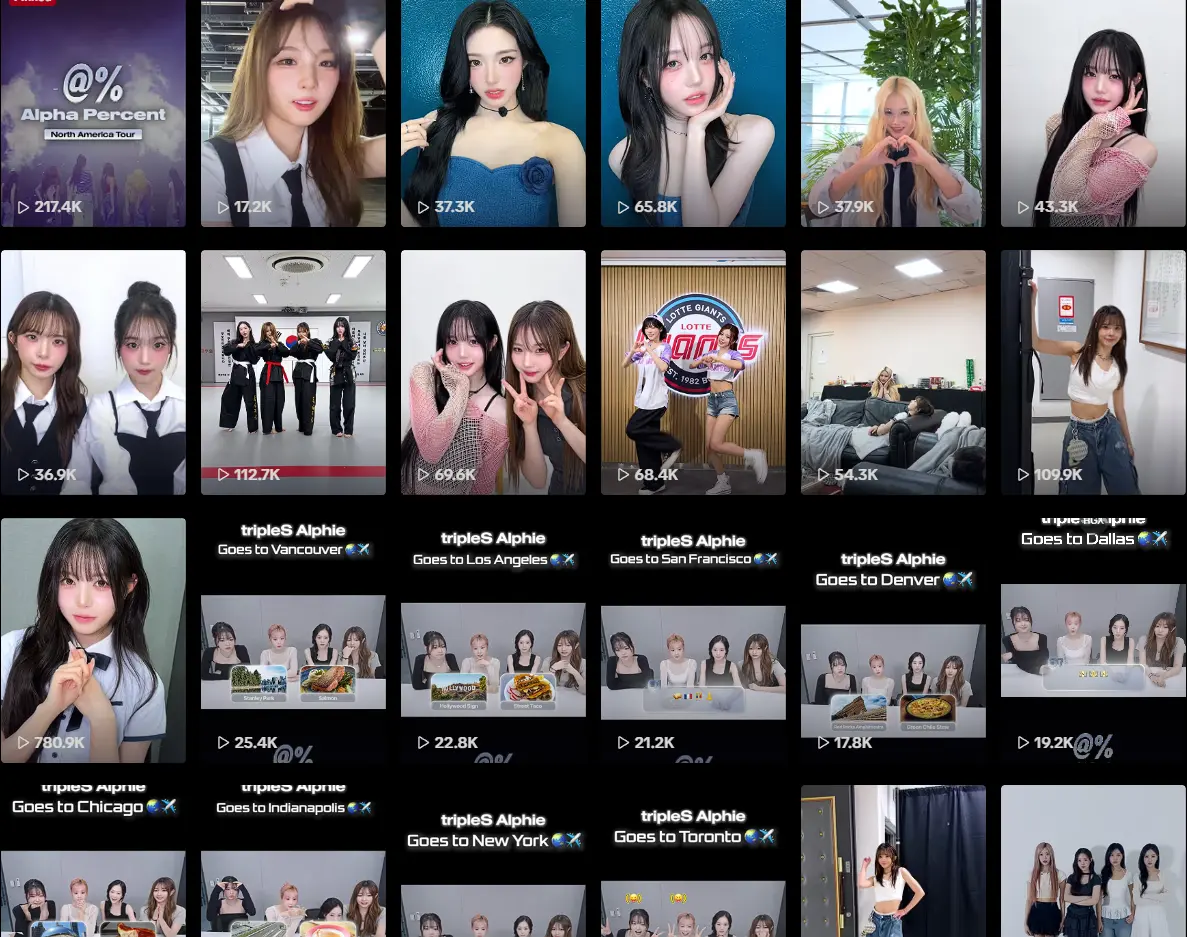 @%
Alpha Percent
North America Tour
217.4K
17.2K
37.3K
65.8K
37.9K
43.3K
36.9K
112.7K
69.6K
LOTTE GIANTS
LOTTE
GIANTS
EST. 1982
68.4K
54.3K
109.9K
780.9K
tripleS Alphie
Goes to Vancouver 🌏✈️
Stanley Park
Salmon
25.4K
@%
tripleS Alphie
Goes to Los Angeles 🌏✈️
HOLLYWOOD
Hollywood Sign
Street Taco
22.8K
@%
tripleS Alphie
Goes to San Francisco 🌏✈️
21.2K
@%
tripleS Alphie
Goes to Denver 🌏✈️
17.8K
tripleS Alphie
Goes to Dallas 🌏✈️
19.2K
@%
tripleS Alphie
Goes to Chicago 🌏✈️
tripleS Alphie
Goes to Indianapolis 🌏✈️
tripleS Alphie
Goes to New York 🌏✈️
tripleS Alphie
Goes to Toronto 🌏✈️